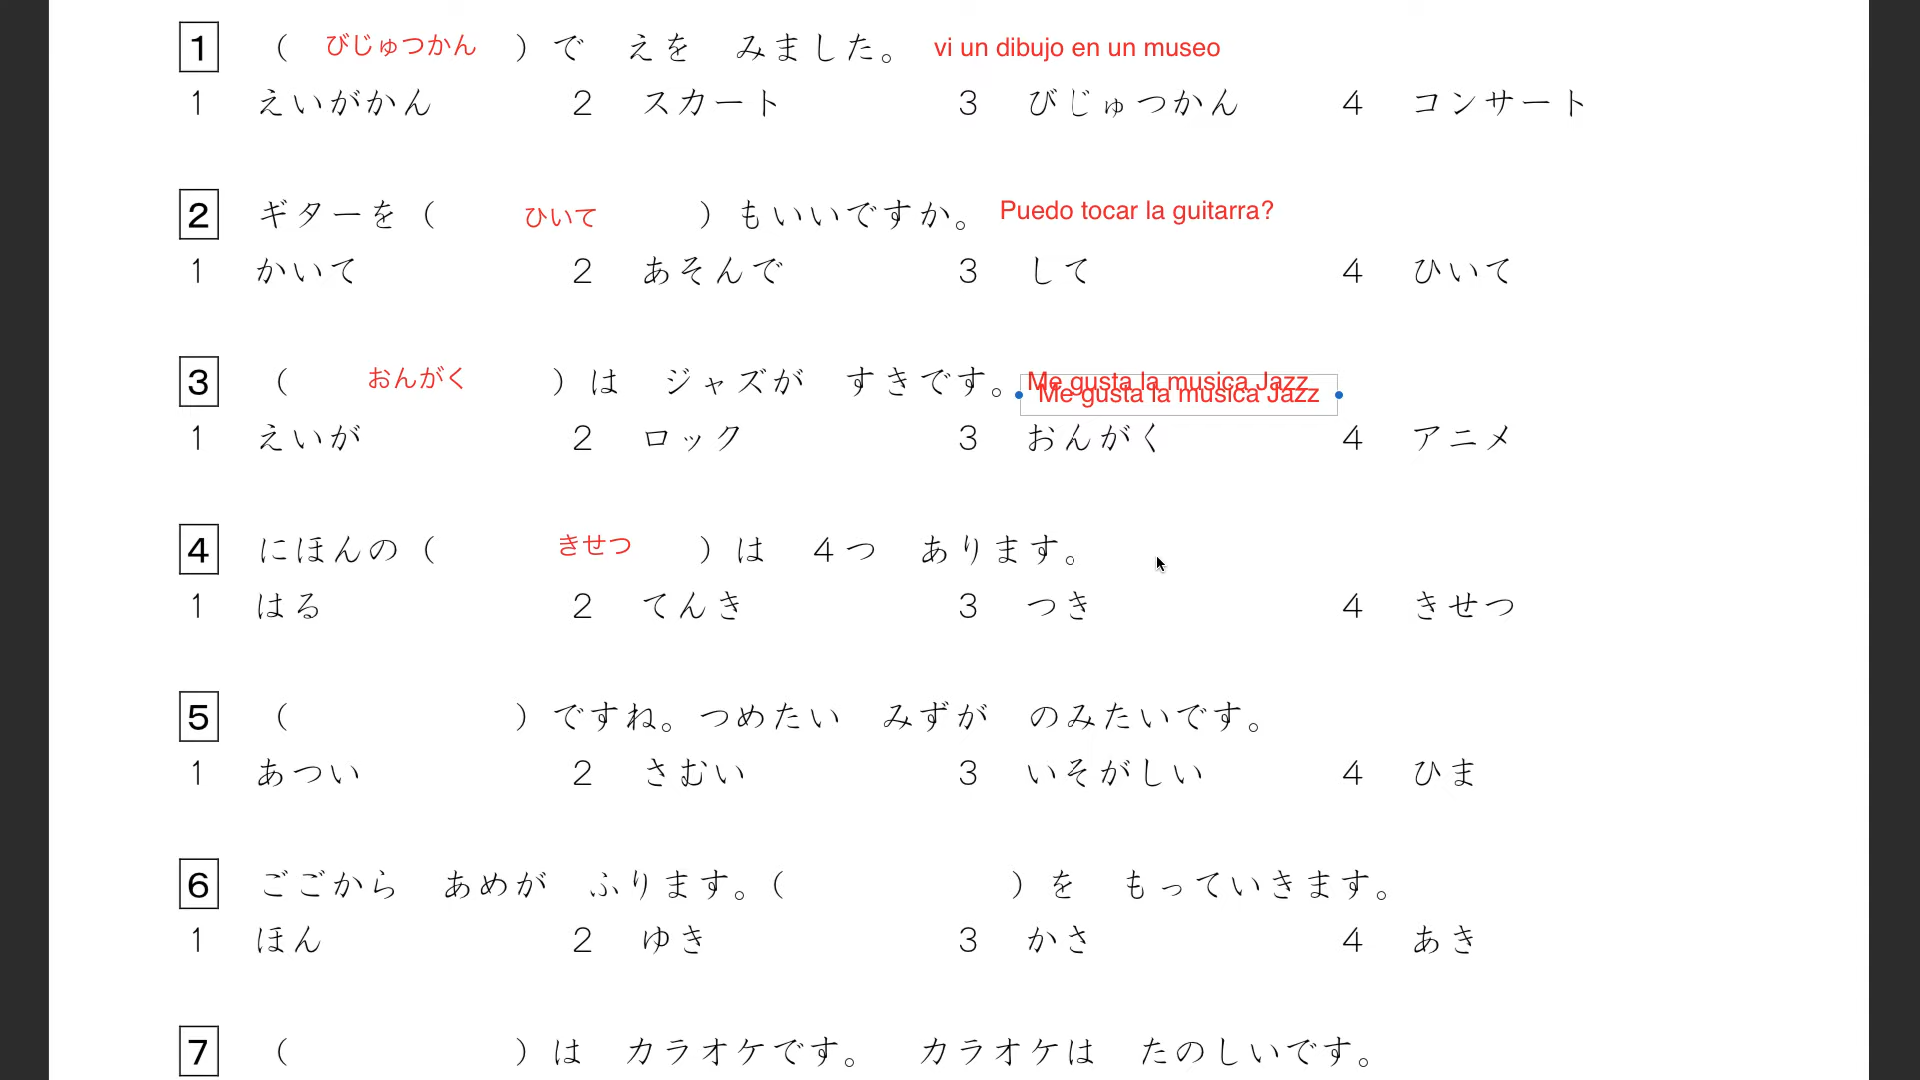 1 （ びじゅつかん ）で えを みました。 vi un dibujo en un museo
1 えいがかん 2 スカート 3 びじゅつかん 4 コンサート
2 ギターを（ ひいて ）もいいですか。 Puedo tocar la guitarra?
1 かいて 2 あそんで 3 して 4 ひいて
3 （ おんがく ）は ジャズが すきです。 Me gusta la musica Jazz
Me gusta la musica Jazz
1 えいが 2 ロック 3 おんがく 4 アニメ
4 にほんの（ きせつ ）は 4つ あります。
1 はる 2 てんき 3 つき 4 きせつ
5 （ ）ですね。つめたい みずが のみたいです。
1 あつい 2 さむい 3 いそがしい 4 ひま
6 ごごから あめが ふります。（ ）を もっていきます。
1 ほん 2 ゆき 3 かさ 4 あき
7 （ ）は カラオケです。 カラオケは たのしいです。